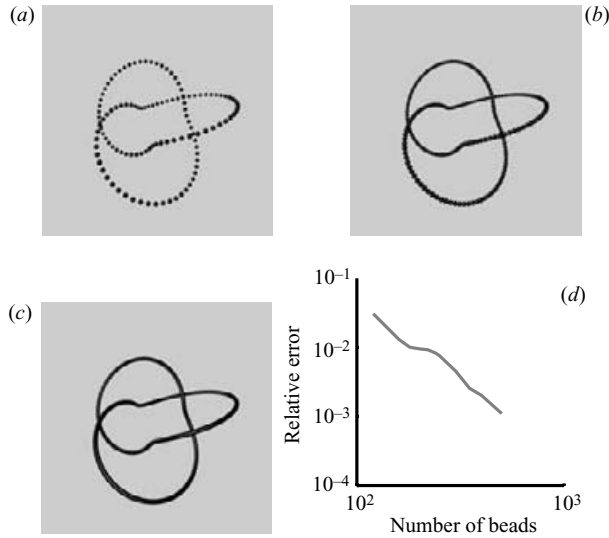 (a)
(b)
(c)
(d)
10⁻¹
10⁻²
10⁻³
10⁻⁴
Relative error
10² 10³
Number of beads